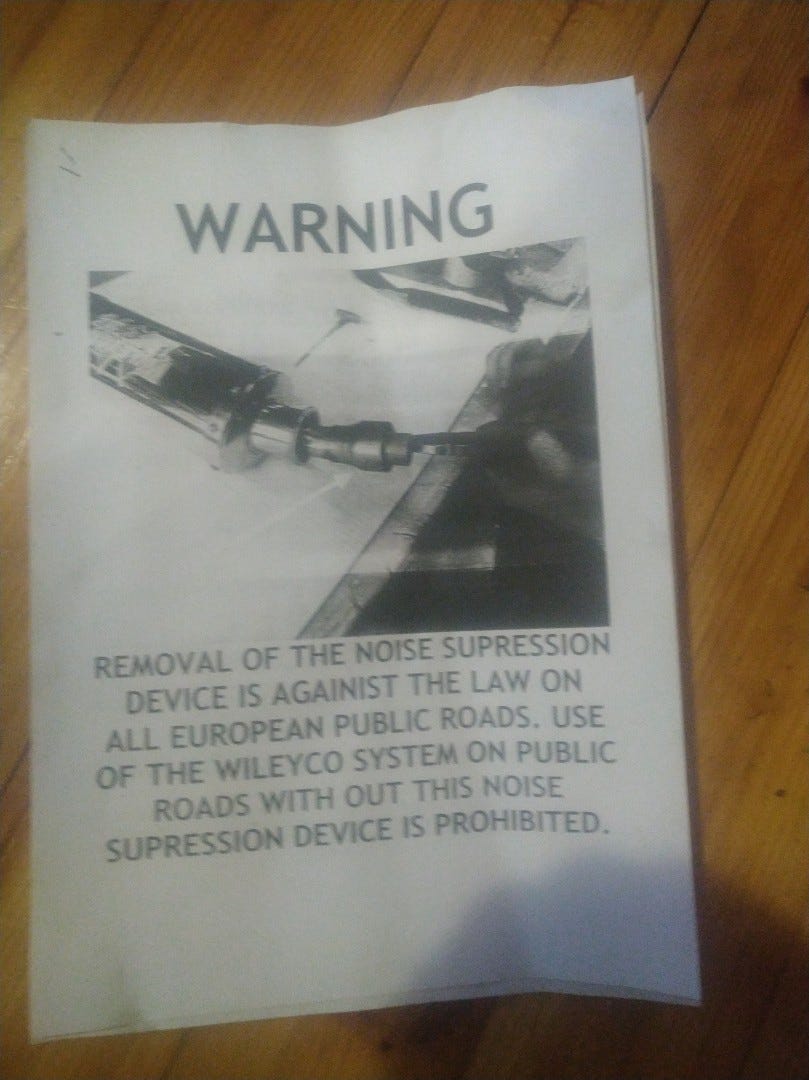 WARNING
REMOVAL OF THE NOISE SUPRESSION
DEVICE IS AGAINIST THE LAW ON
ALL EUROPEAN PUBLIC ROADS. USE
OF THE WILEYCO SYSTEM ON PUBLIC
ROADS WITH OUT THIS NOISE
SUPRESSION DEVICE IS PROHIBITED.